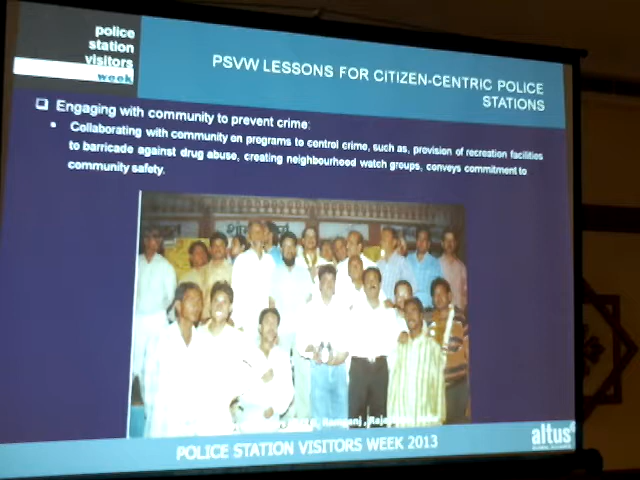 police
station
visitors
week
PSVW LESSONS FOR CITIZEN-CENTRIC POLICE
STATIONS
❑ Engaging with community to prevent crime:
• Collaborating with community on programs to control crime, such as, provision of recreation facilities
to barricade against drug abuse, creating neighbourhood watch groups, conveys commitment to
community safety.
POLICE STATION VISITORS WEEK 2013
altus
GLOBAL ALLIANCE